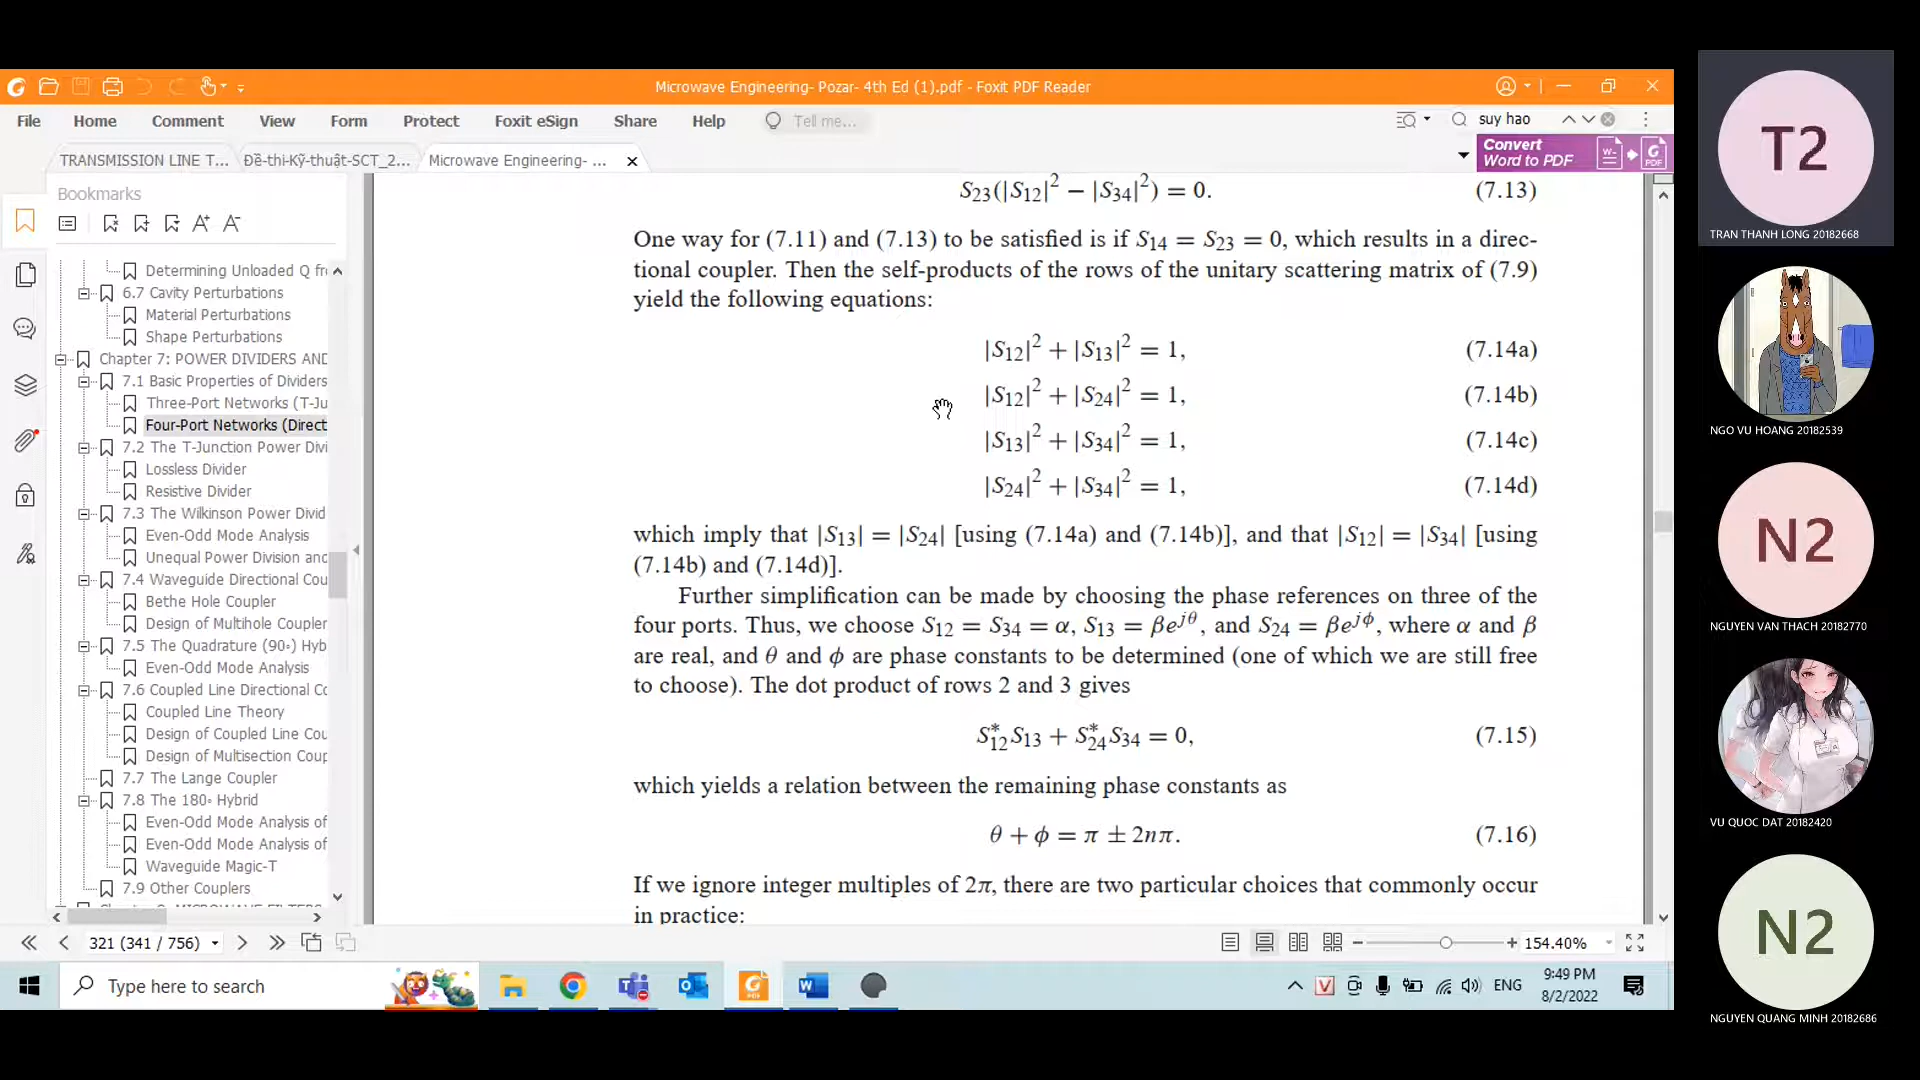 Microwave Engineering- Pozar- 4th Ed (1).pdf - Foxit PDF Reader
File Home Comment View Form Protect Foxit eSign Share Help Tell me... suy hao
TRANSMISSION LINE T... Đề-thi-Kỹ-thuật-SCT_2... Microwave Engineering- ...
Convert
Word to PDF
Bookmarks
Determining Unloaded Q fr
6.7 Cavity Perturbations
Material Perturbations
Shape Perturbations
Chapter 7: POWER DIVIDERS AND
7.1 Basic Properties of Dividers
Three-Port Networks (T-Ju
Four-Port Networks (Direct
7.2 The T-Junction Power Divi
Lossless Divider
Resistive Divider
7.3 The Wilkinson Power Divid
Even-Odd Mode Analysis
Unequal Power Division and
7.4 Waveguide Directional Cou
Bethe Hole Coupler
Design of Multihole Coupler
7.5 The Quadrature (90◦) Hyb
Even-Odd Mode Analysis
7.6 Coupled Line Directional Co
Coupled Line Theory
Design of Coupled Line Cou
Design of Multisection Coup
7.7 The Lange Coupler
7.8 The 180◦ Hybrid
Even-Odd Mode Analysis of
Even-Odd Mode Analysis of
Waveguide Magic-T
7.9 Other Couplers
S23(|S12|² − |S34|²) = 0. (7.13)
One way for (7.11) and (7.13) to be satisfied is if S14 = S23 = 0, which results in a direc-
tional coupler. Then the self-products of the rows of the unitary scattering matrix of (7.9)
yield the following equations:
|S12|² + |S13|² = 1, (7.14a)
|S12|² + |S24|² = 1, (7.14b)
|S13|² + |S34|² = 1, (7.14c)
|S24|² + |S34|² = 1, (7.14d)
which imply that |S13| = |S24| [using (7.14a) and (7.14b)], and that |S12| = |S34| [using
(7.14b) and (7.14d)].
Further simplification can be made by choosing the phase references on three of the
four ports. Thus, we choose S12 = S34 = α, S13 = βe^{jθ}, and S24 = βe^{jϕ}, where α and β
are real, and θ and ϕ are phase constants to be determined (one of which we are still free
to choose). The dot product of rows 2 and 3 gives
S*12S13 + S*24S34 = 0, (7.15)
which yields a relation between the remaining phase constants as
θ + ϕ = π ± 2nπ. (7.16)
If we ignore integer multiples of 2π, there are two particular choices that commonly occur
in practice:
321 (341 / 756) 154.40%
Type here to search
ENG
9:49 PM
8/2/2022
T2
TRAN THANH LONG 20182668
NGO VU HOANG 20182539
N2
NGUYEN VAN THACH 20182770
VU QUOC DAT 20182420
N2
NGUYEN QUANG MINH 20182686